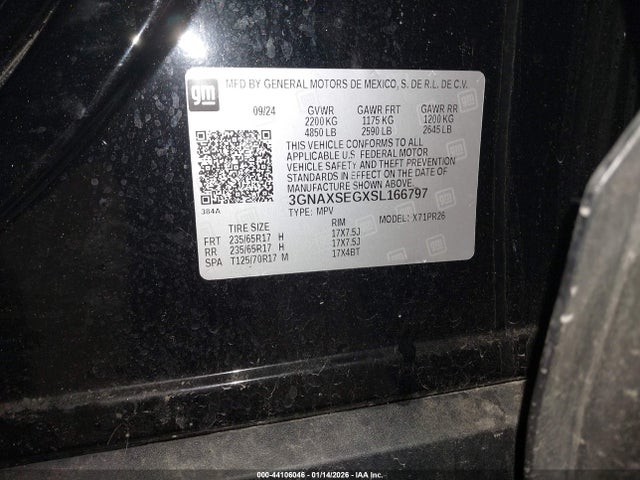 gm
MFD BY GENERAL MOTORS DE MEXICO, S. DE R.L. DE C.V.
09/24 GVWR GAWR FRT GAWR RR
2200 KG 1175 KG 1200 KG
4850 LB 2590 LB 2645 LB
THIS VEHICLE CONFORMS TO ALL
APPLICABLE U.S. FEDERAL MOTOR
VEHICLE SAFETY AND THEFT PREVENTION
STANDARDS IN EFFECT ON THE DATE OF
MANUFACTURE SHOWN ABOVE.
3GNAXSEGXSL166797
384A TYPE: MPV MODEL: X71PR26
TIRE SIZE RIM
FRT 235/65R17 H 17X7.5J
RR 235/65R17 H 17X7.5J
SPA T125/70R17 M 17X4BT
000-44106046 - 01/14/2026 - IAA Inc.